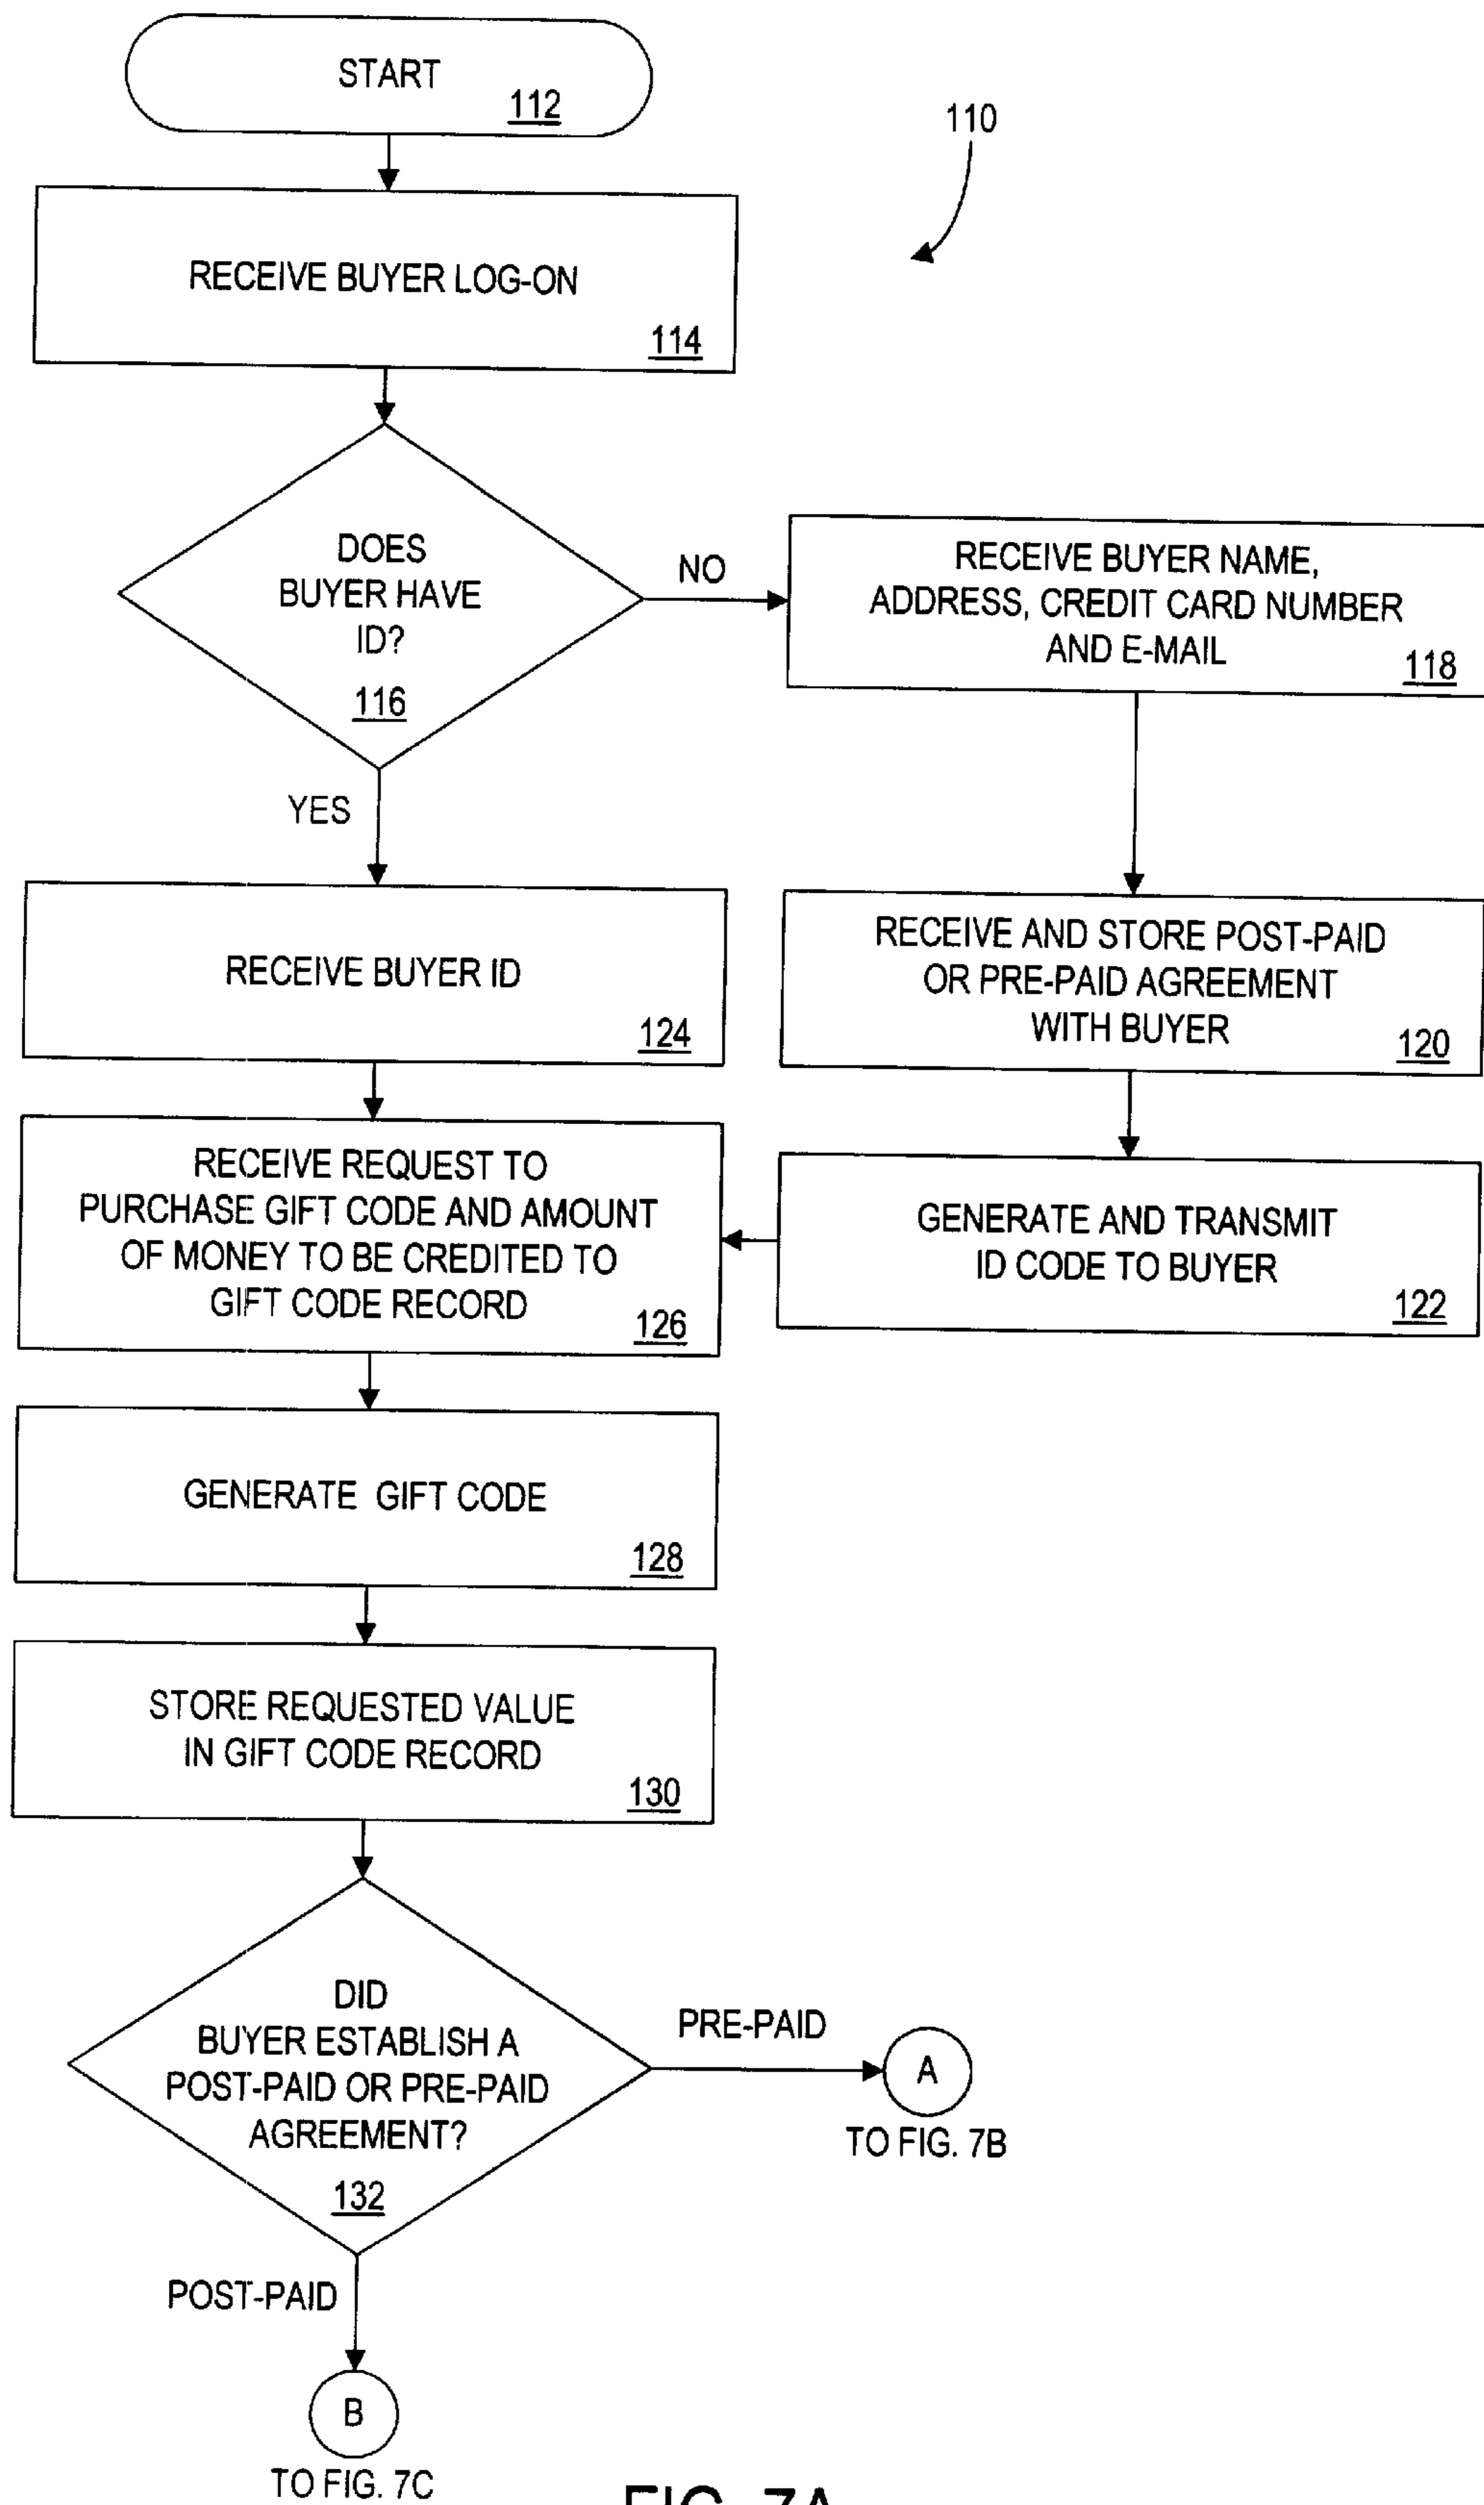 START
112
110
RECEIVE BUYER LOG-ON
114
DOES
BUYER HAVE
ID?
116
NO
RECEIVE BUYER NAME,
ADDRESS, CREDIT CARD NUMBER
AND E-MAIL
118
YES
RECEIVE BUYER ID
124
RECEIVE AND STORE POST-PAID
OR PRE-PAID AGREEMENT
WITH BUYER
120
RECEIVE REQUEST TO
PURCHASE GIFT CODE AND AMOUNT
OF MONEY TO BE CREDITED TO
GIFT CODE RECORD
126
GENERATE AND TRANSMIT
ID CODE TO BUYER
122
GENERATE GIFT CODE
128
STORE REQUESTED VALUE
IN GIFT CODE RECORD
130
DID
BUYER ESTABLISH A
POST-PAID OR PRE-PAID
AGREEMENT?
132
PRE-PAID
A
TO FIG. 7B
POST-PAID
B
TO FIG. 7C
FIG. 7A